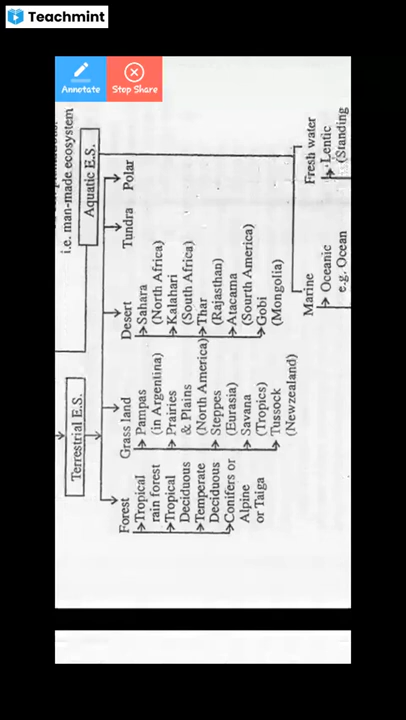 Teachmint
Annotate
Stop Share
i.e. man-made ecosystem
Terrestrial E.S.
Aquatic E.S.
Forest
Tropical
rain forest
Tropical
Deciduous
Temperate
Deciduous
Conifers or
Alpine
or Taiga
Grass land
Pampas
(in Argenlina)
Prairies
& Plains
(North America)
Steppes
(Eurasia)
Savana
(Tropics)
Tussock
(Newzealand)
Desert
Sahara
(North Africa)
Kalahari
(South Africa)
Thar
(Rajasthan)
Atacama
(Sourth America)
Gobi
(Mongolia)
Tundra
Polar
Marine
Oceanic
e.g. Ocean
Fresh water
Lentic
(Standing